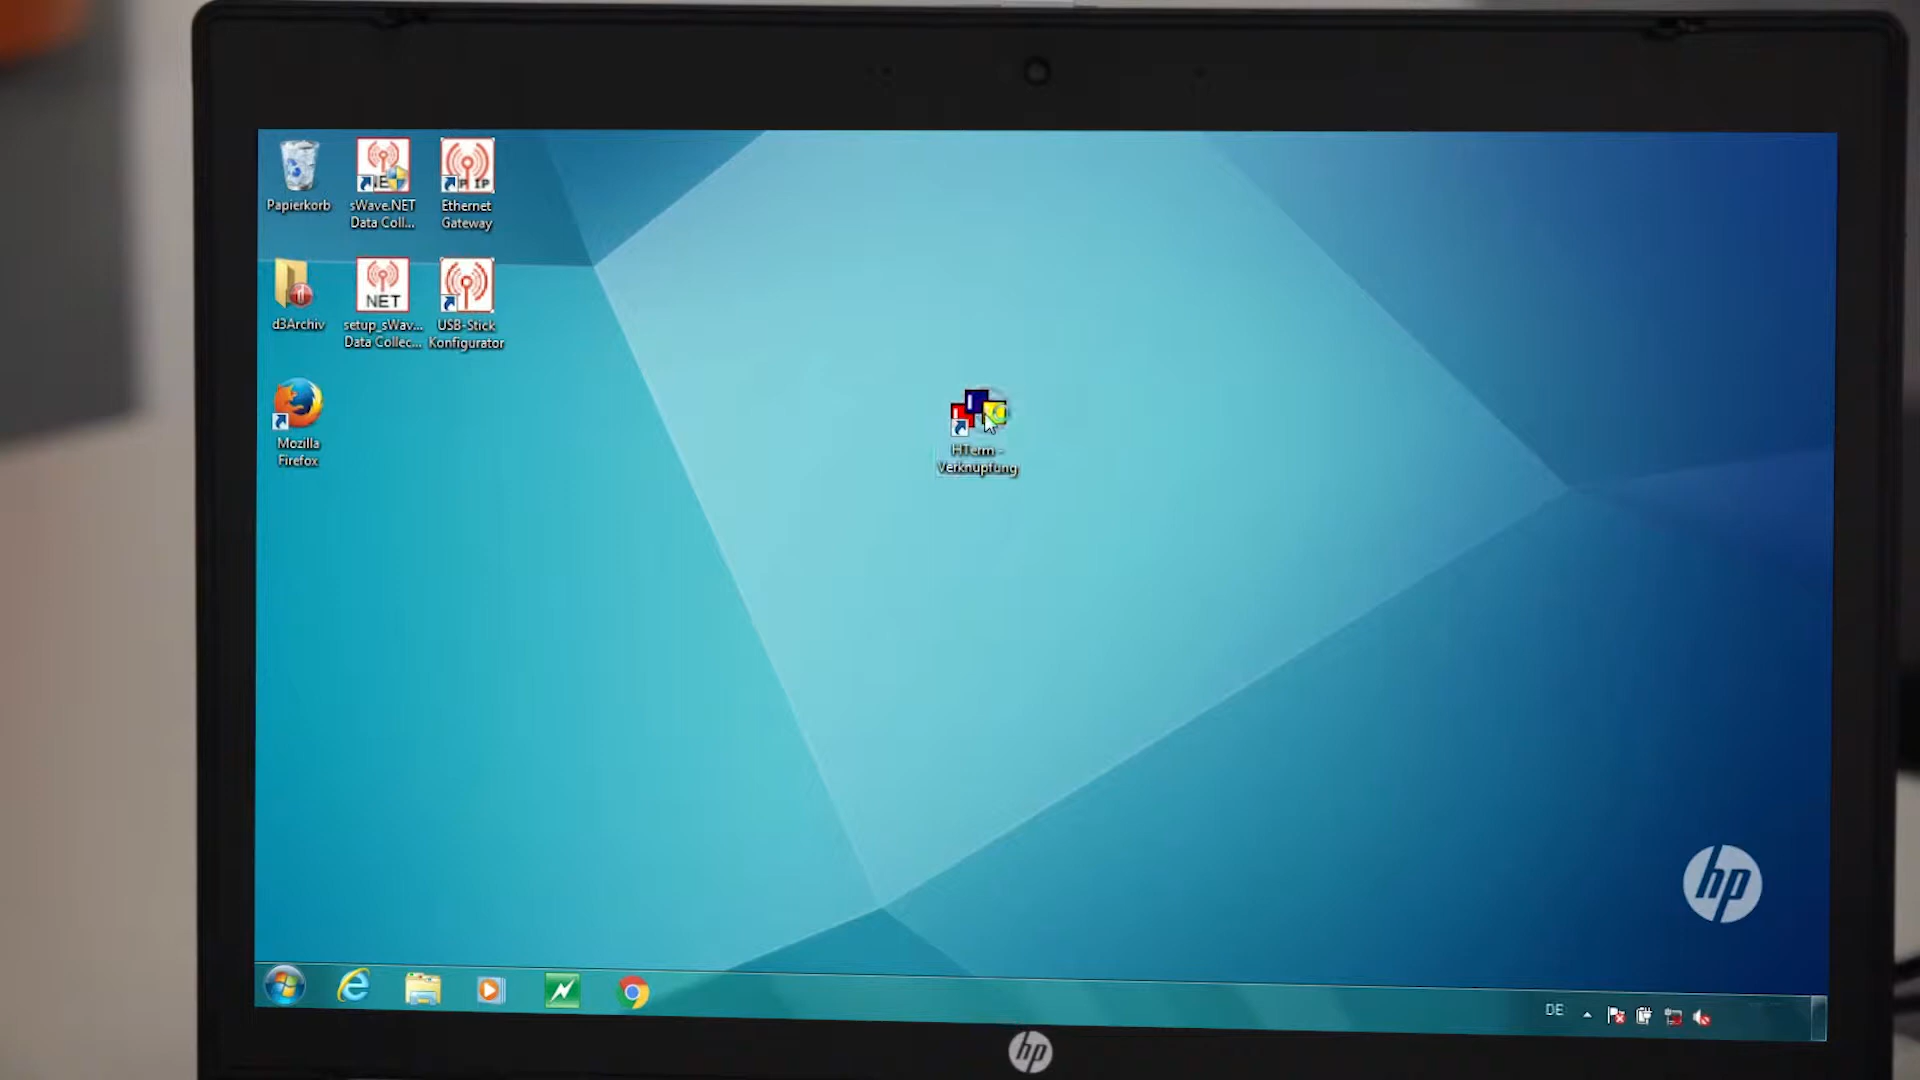 Papierkorb
sWave.NET
Data Coll...
Ethernet
Gateway
P IP
d3Archiv
NET
setup_sWav...
Data Collec...
USB-Stick
Konfigurator
Mozilla
Firefox
HTerm -
Verknüpfung
hp
DE
hp